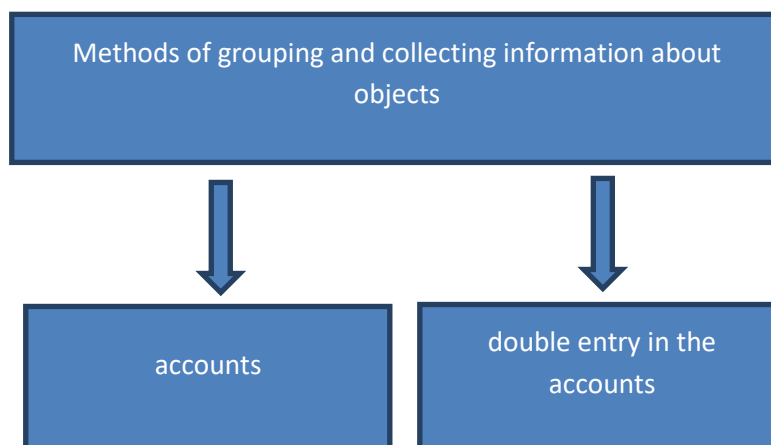 Methods of grouping and collecting information about
objects
accounts
double entry in the
accounts